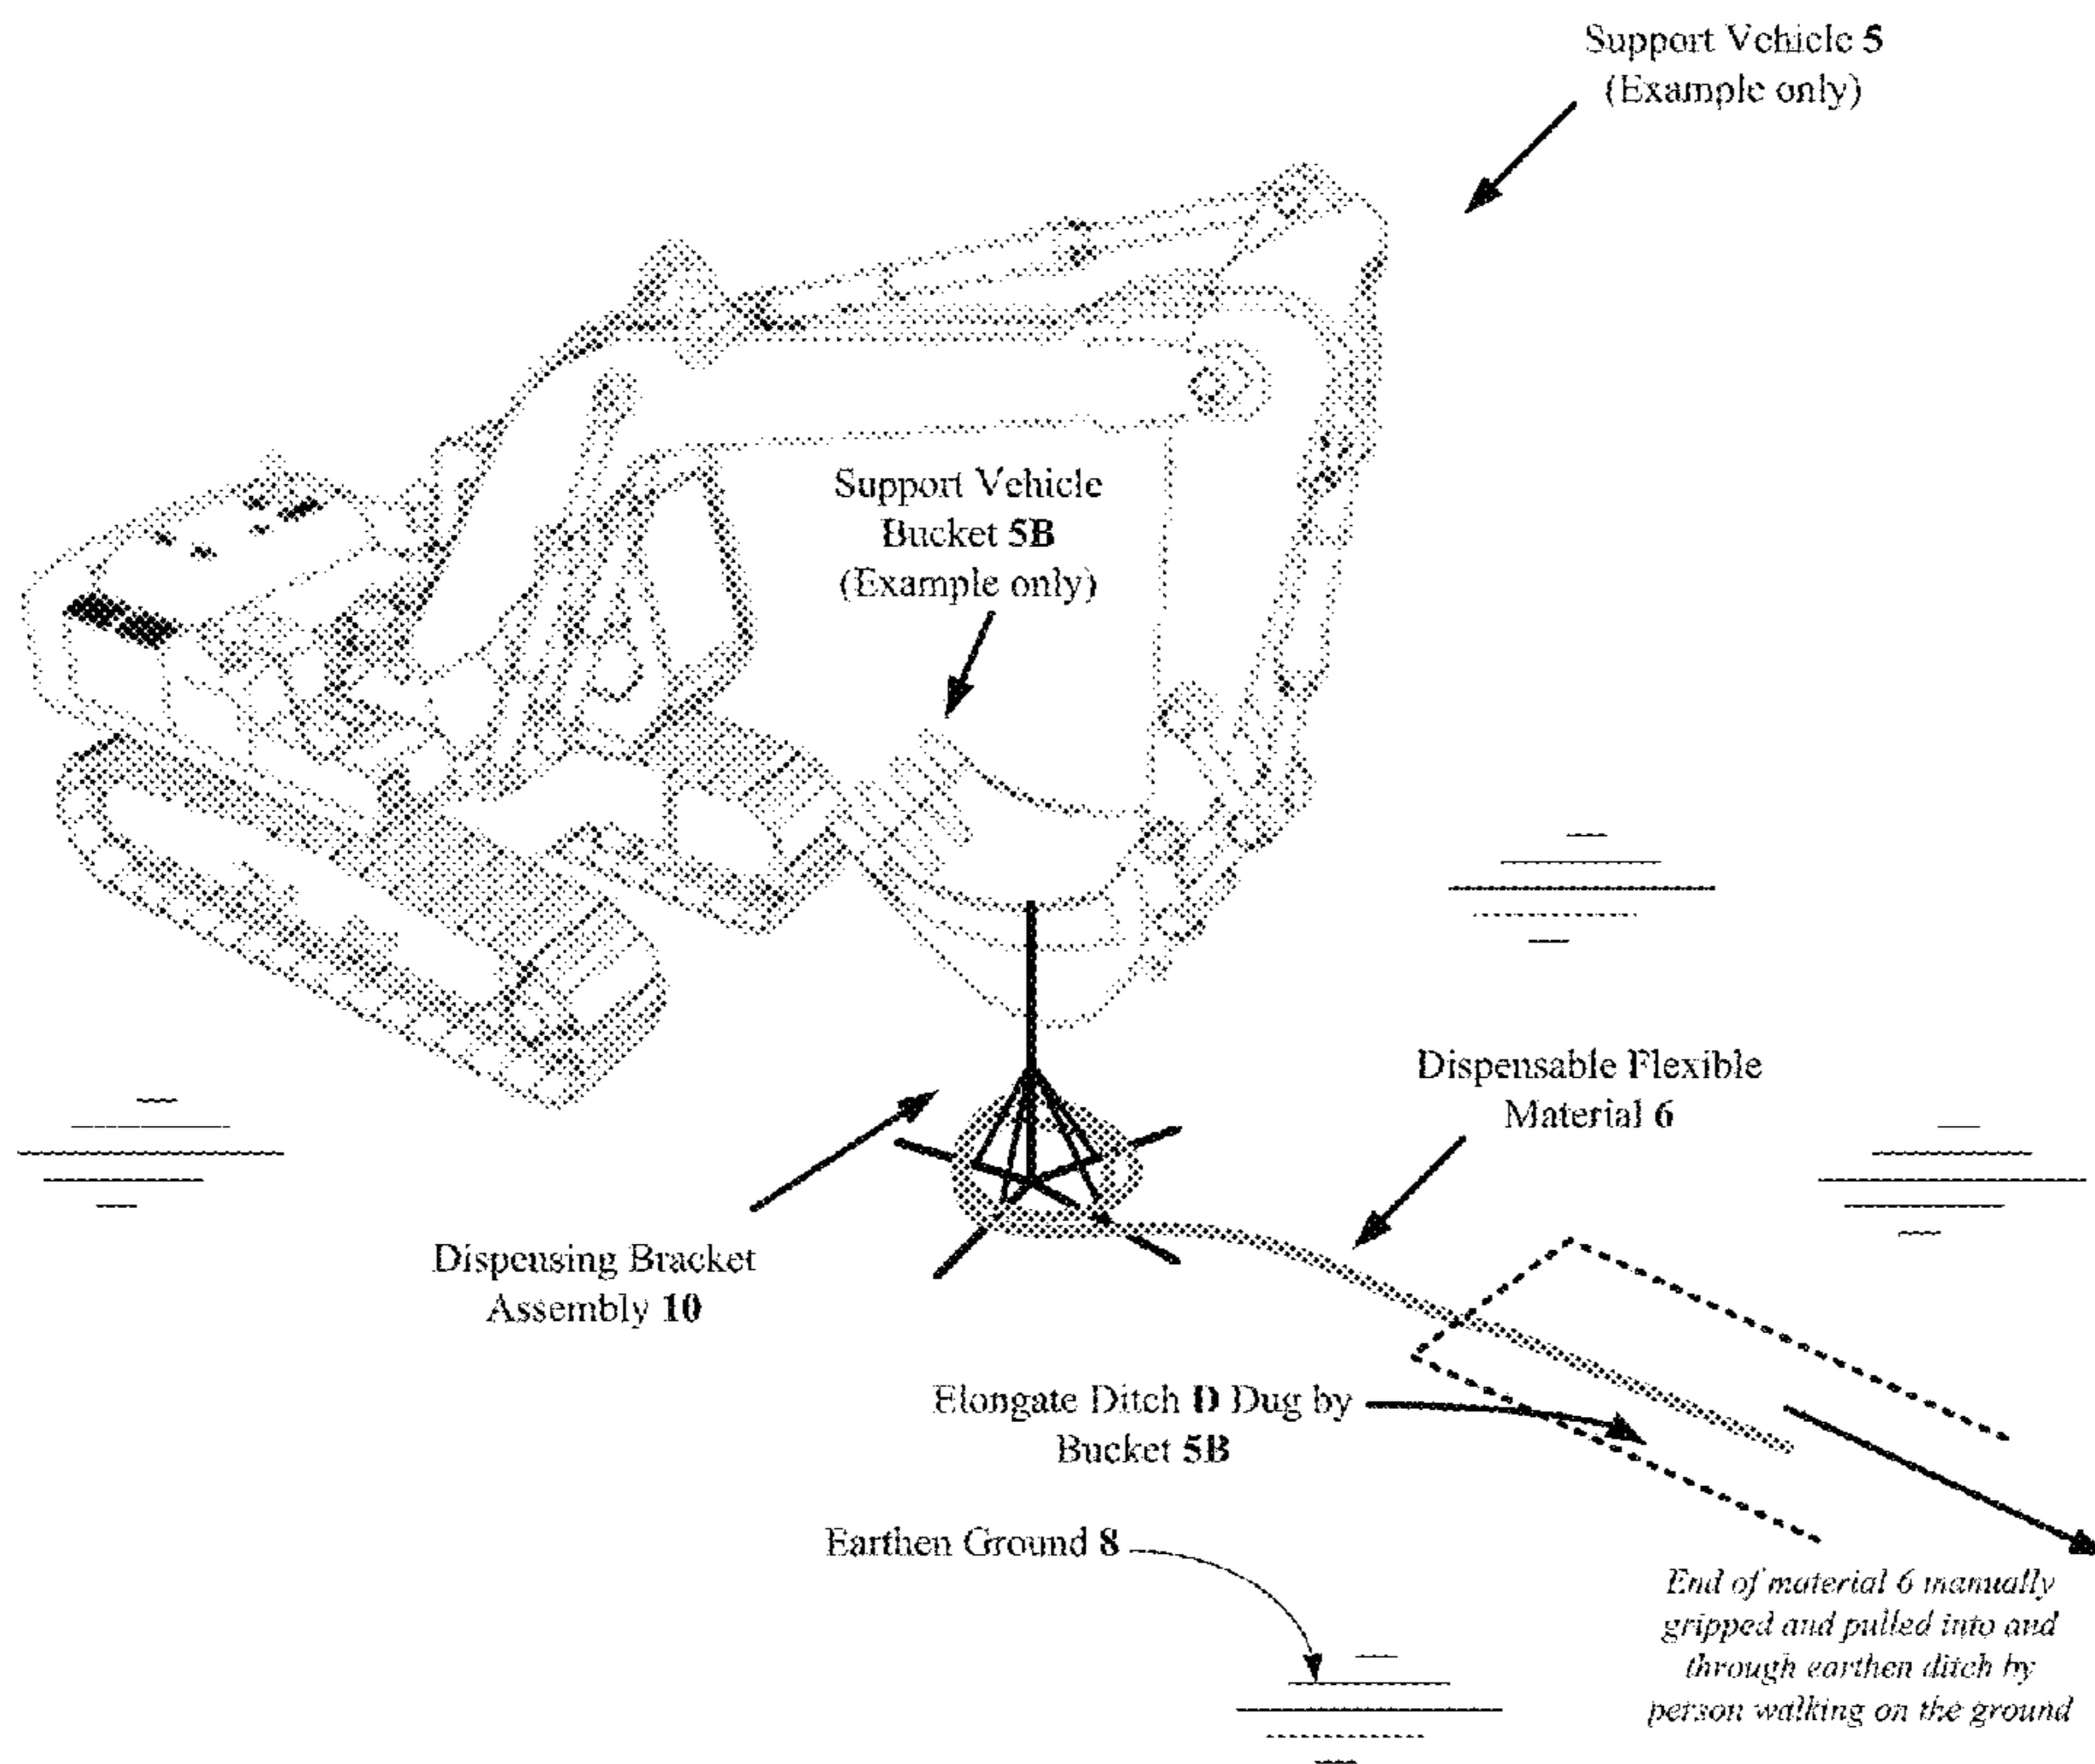 Support Vehicle 5
(Example only)
Support Vehicle
Bucket 5B
(Example only)
Dispensable Flexible
Material 6
Dispensing Bracket
Assembly 10
Elongate Ditch D Dug by
Bucket 5B
Earthen Ground 8
End of material 6 manually
gripped and pulled into and
through earthen ditch by
person walking on the ground